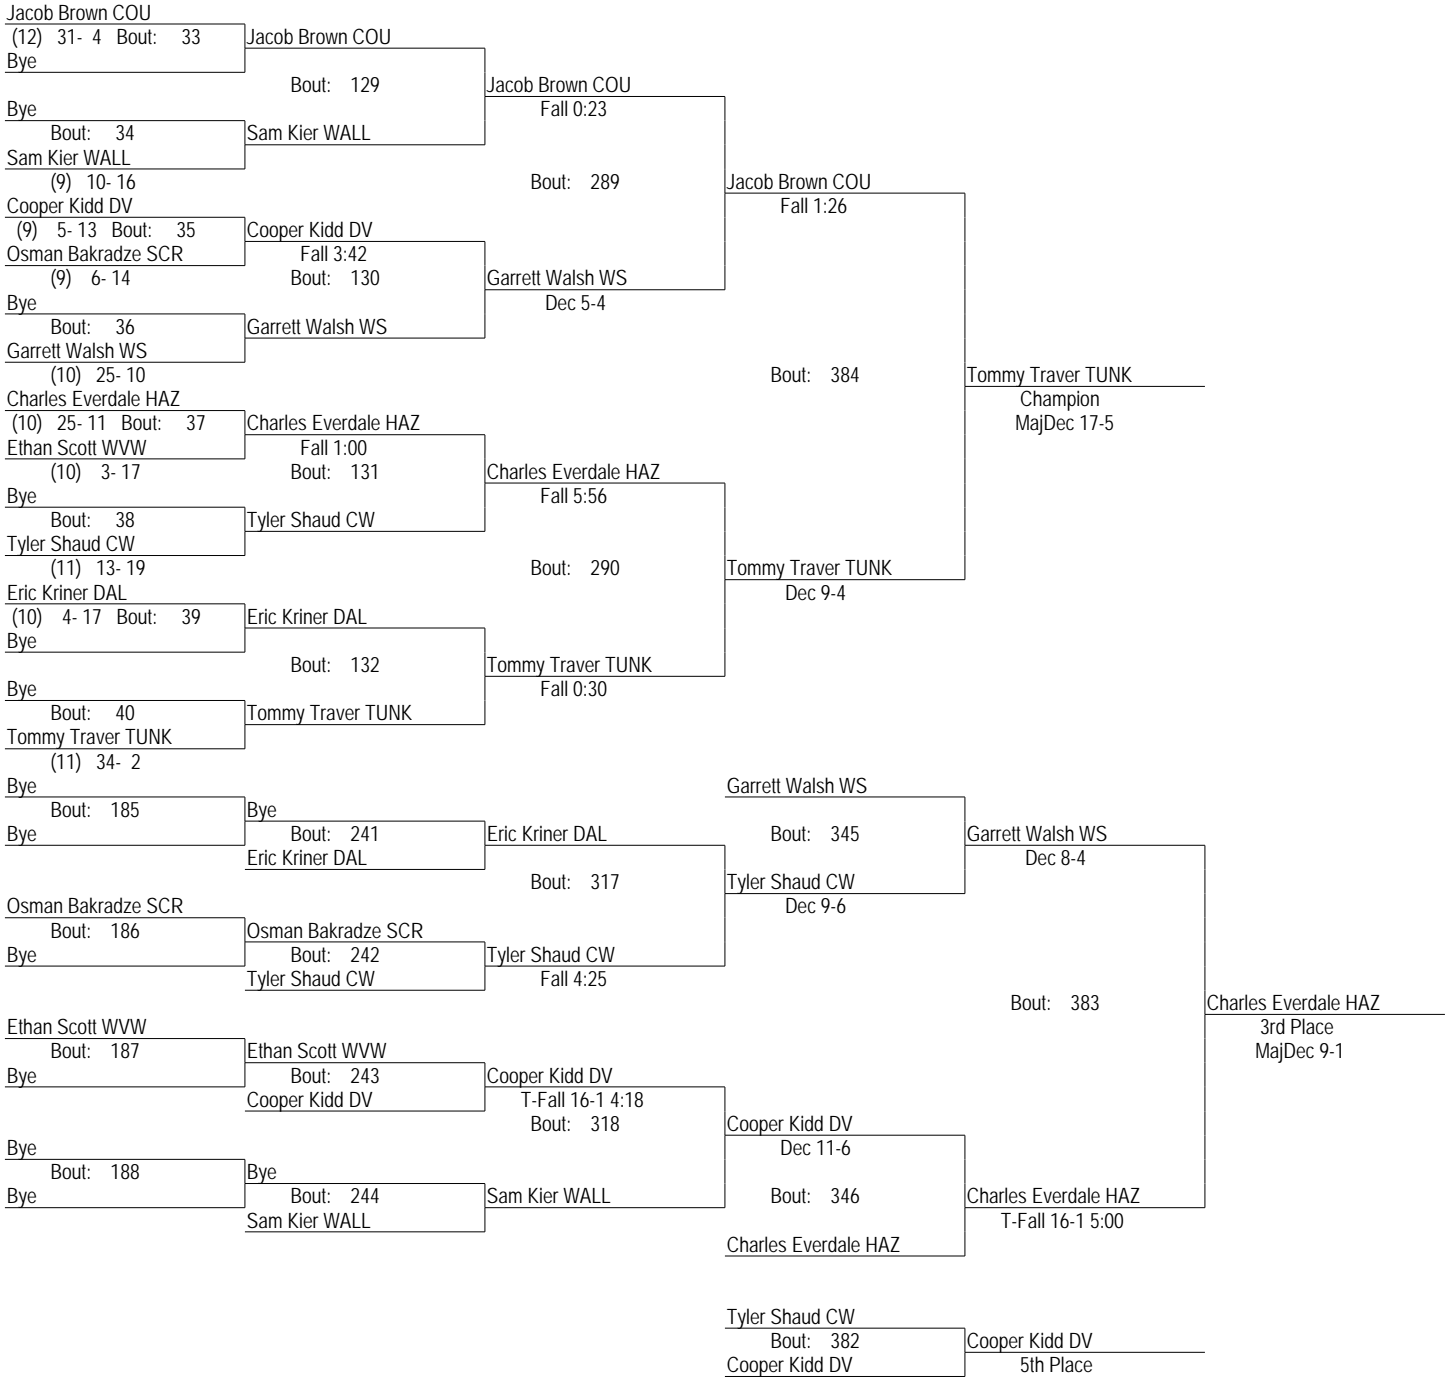 Jacob Brown COU
(12) 31- 4 Bout: 33 Jacob Brown COU
Bye
Bout: 129 Jacob Brown COU
Bye Fall 0:23
Bout: 34 Sam Kier WALL
Sam Kier WALL
(9) 10- 16 Bout: 289 Jacob Brown COU
Cooper Kidd DV Fall 1:26
(9) 5- 13 Bout: 35 Cooper Kidd DV
Osman Bakradze SCR Fall 3:42
(9) 6- 14 Bout: 130 Garrett Walsh WS
Bye Dec 5-4
Bout: 36 Garrett Walsh WS
Garrett Walsh WS
(10) 25- 10 Bout: 384 Tommy Traver TUNK
Charles Everdale HAZ Champion
(10) 25- 11 Bout: 37 Charles Everdale HAZ MajDec 17-5
Ethan Scott WVW Fall 1:00
(10) 3- 17 Bout: 131 Charles Everdale HAZ
Bye Fall 5:56
Bout: 38 Tyler Shaud CW
Tyler Shaud CW
(11) 13- 19 Bout: 290 Tommy Traver TUNK
Eric Kriner DAL Dec 9-4
(10) 4- 17 Bout: 39 Eric Kriner DAL
Bye
Bout: 132 Tommy Traver TUNK
Bye Fall 0:30
Bout: 40 Tommy Traver TUNK
Tommy Traver TUNK
(11) 34- 2
Bye Garrett Walsh WS
Bout: 185 Bye
Bye Bout: 241 Eric Kriner DAL Bout: 345 Garrett Walsh WS
Eric Kriner DAL Dec 8-4
Bout: 317 Tyler Shaud CW
Osman Bakradze SCR Dec 9-6
Bout: 186 Osman Bakradze SCR
Bye Bout: 242 Tyler Shaud CW
Tyler Shaud CW Fall 4:25
Bout: 383 Charles Everdale HAZ
Ethan Scott WVW 3rd Place
Bout: 187 Ethan Scott WVW MajDec 9-1
Bye Bout: 243 Cooper Kidd DV
Cooper Kidd DV T-Fall 16-1 4:18
Bout: 318 Cooper Kidd DV
Bye Dec 11-6
Bout: 188 Bye
Bye Bout: 244 Sam Kier WALL Bout: 346 Charles Everdale HAZ
Sam Kier WALL T-Fall 16-1 5:00
Charles Everdale HAZ
Tyler Shaud CW
Bout: 382 Cooper Kidd DV
Cooper Kidd DV 5th Place